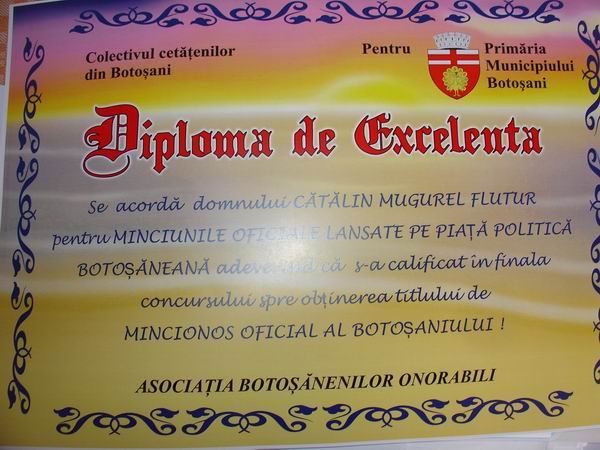 Colectivul cetățenilor
din Botoșani
Pentru
Primăria
Municipiului
Botoșani
Diploma de Excelenta
Se acordă domnului CĂTĂLIN MUGUREL FLUTUR
pentru MINCIUNILE OFICIALE LANSATE PE PIAȚĂ POLITICĂ
BOTOȘĂNEANĂ adeverind că s-a calificat în finala
concursului spre obținerea titlului de
MINCIONOS OFICIAL AL BOTOȘANIULUI !
ASOCIAȚIA BOTOȘĂNENILOR ONORABILI